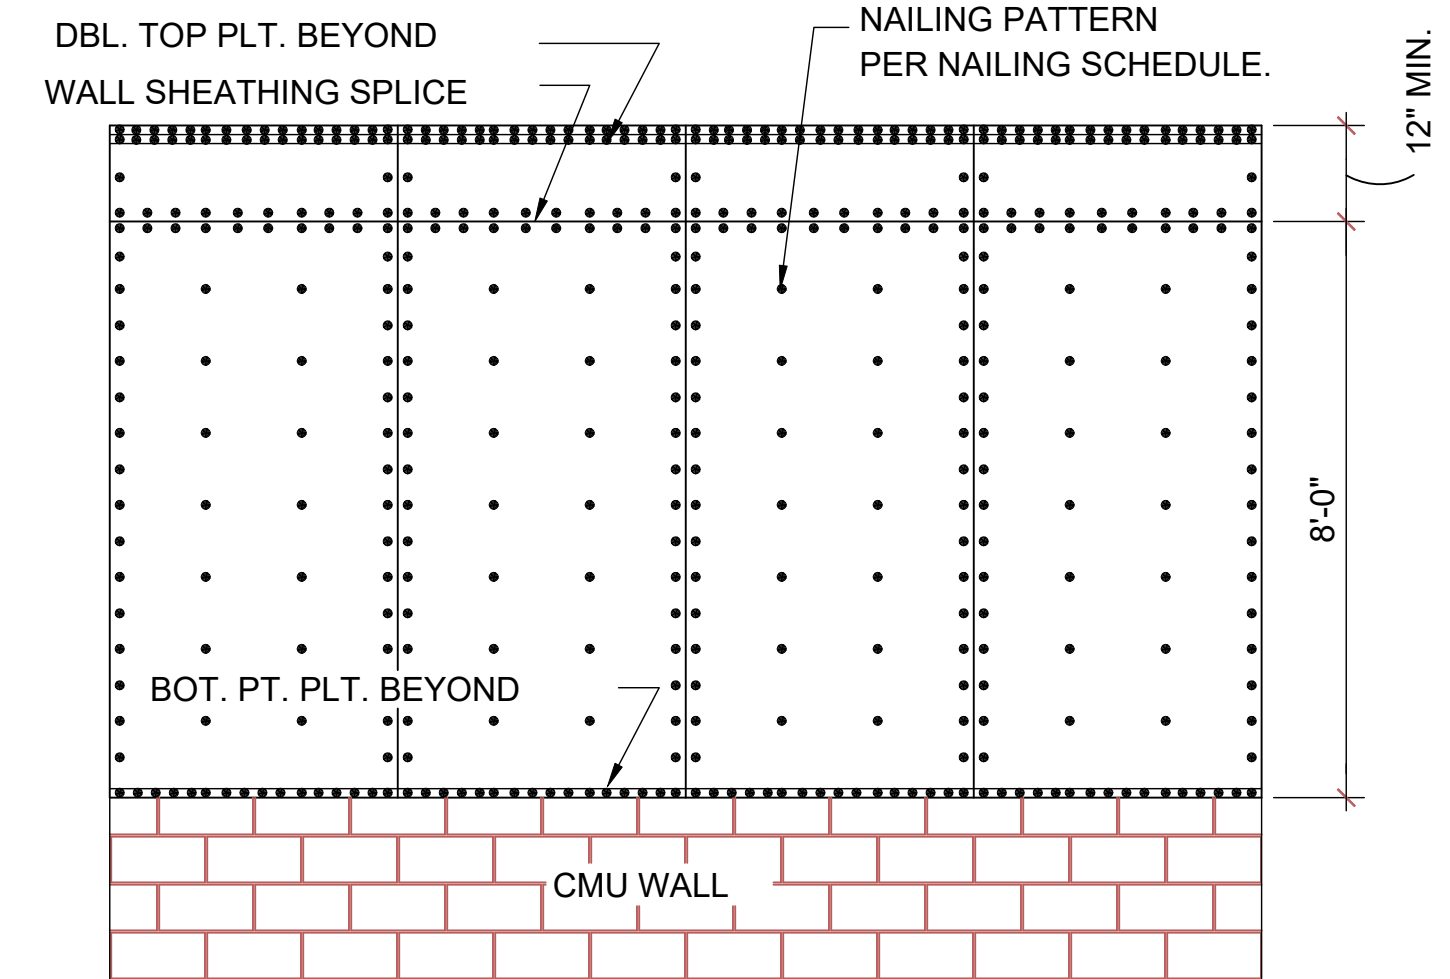 DBL. TOP PLT. BEYOND
WALL SHEATHING SPLICE
NAILING PATTERN
PER NAILING SCHEDULE.
12" MIN.
8'-0"
BOT. PT. PLT. BEYOND
CMU WALL